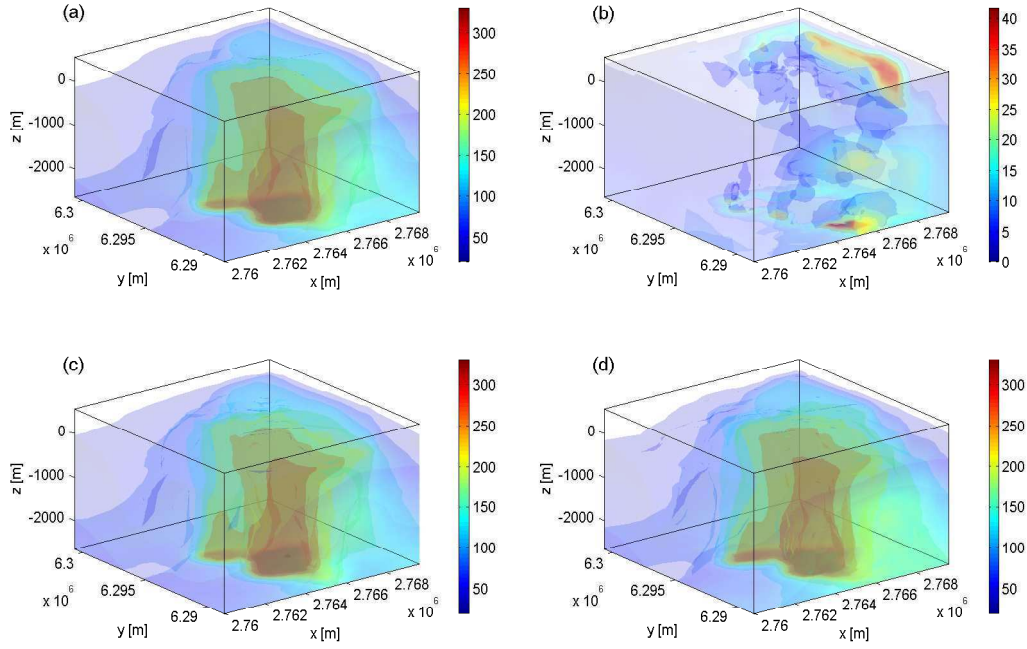 (a)
0
-1000
-2000
z [m]
6.3
6.295
6.29
x 10^6
y [m]
2.76
2.762
2.764
2.766
2.768
x 10^6
x [m]
300
250
200
150
100
50
(b)
0
-1000
-2000
z [m]
6.3
6.295
6.29
x 10^6
y [m]
2.76
2.762
2.764
2.766
2.768
x 10^6
x [m]
40
35
30
25
20
15
10
5
0
(c)
0
-1000
-2000
z [m]
6.3
6.295
6.29
x 10^6
y [m]
2.76
2.762
2.764
2.766
2.768
x 10^6
x [m]
300
250
200
150
100
50
(d)
0
-1000
-2000
z [m]
6.3
6.295
6.29
x 10^6
y [m]
2.76
2.762
2.764
2.766
2.768
x 10^6
x [m]
300
250
200
150
100
50